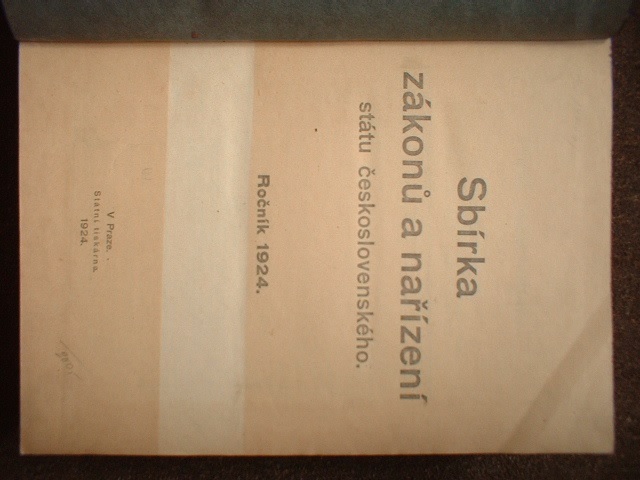 Sbírka
zákonů a nařízení
státu československého.
Ročník 1924.
V Praze.
Státní tiskárna.
1924.